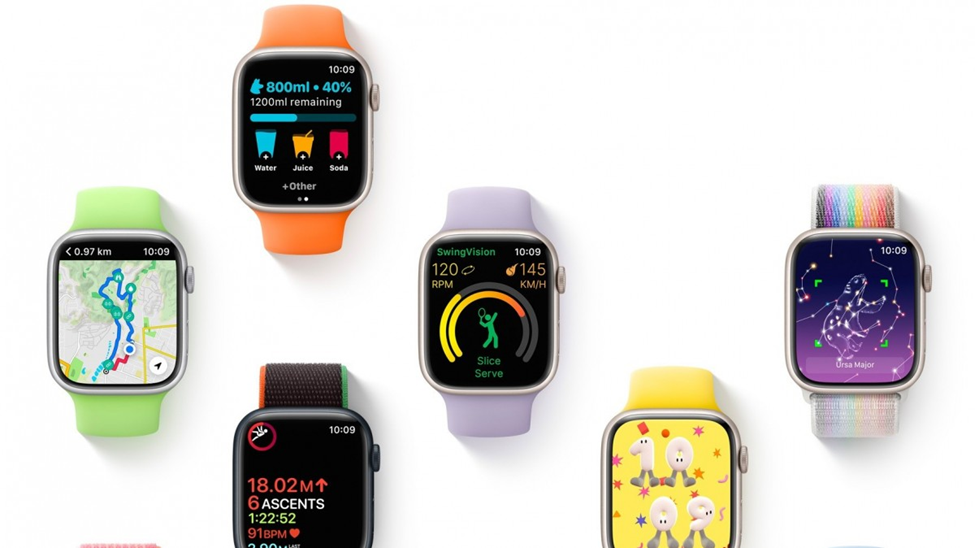 10:09
800ml • 40%
1200ml remaining
Water Juice Soda
+Other
0.97 km 10:09
SwingVision 10:09
120 145
RPM KM/H
Slice
Serve
10:09
Ursa Major
10:09
18.02M
6 ASCENTS
1:22:52
91BPM
10
09